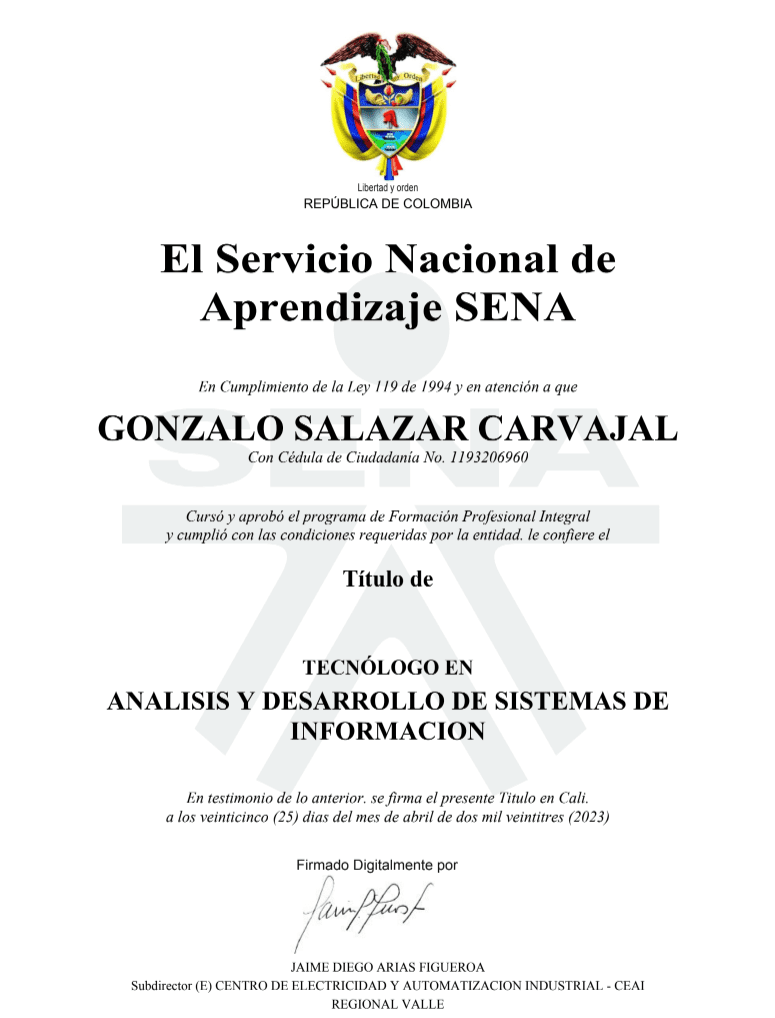 Libertad y Orden
Libertad y orden
REPÚBLICA DE COLOMBIA
El Servicio Nacional de
Aprendizaje SENA
En Cumplimiento de la Ley 119 de 1994 y en atención a que
SENA
GONZALO SALAZAR CARVAJAL
Con Cédula de Ciudadanía No. 1193206960
Cursó y aprobó el programa de Formación Profesional Integral
y cumplió con las condiciones requeridas por la entidad. le confiere el
Título de
TECNÓLOGO EN
ANALISIS Y DESARROLLO DE SISTEMAS DE
INFORMACION
En testimonio de lo anterior. se firma el presente Titulo en Cali.
a los veinticinco (25) dias del mes de abril de dos mil veintitres (2023)
Firmado Digitalmente por
JAIME DIEGO ARIAS FIGUEROA
Subdirector (E) CENTRO DE ELECTRICIDAD Y AUTOMATIZACION INDUSTRIAL - CEAI
REGIONAL VALLE